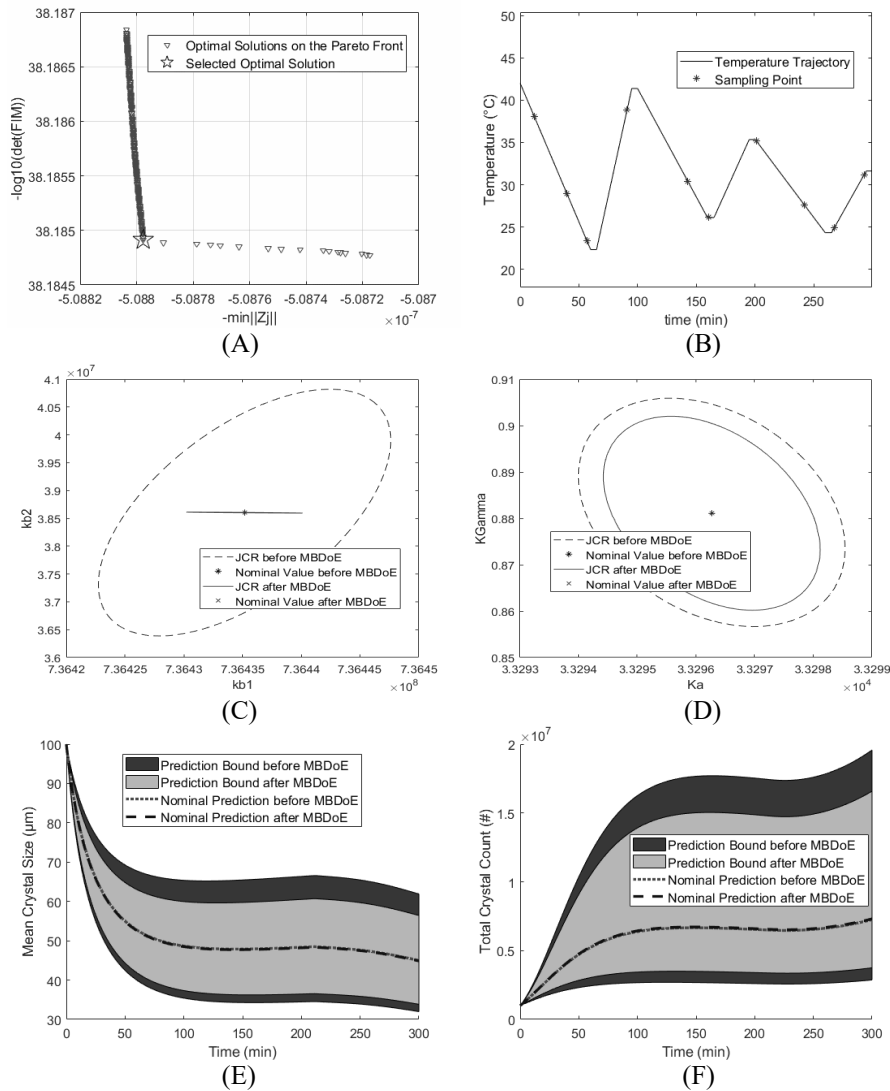 38.187
38.1865
38.186
38.1855
38.185
38.1845
-log10(det(FIM))
Optimal Solutions on the Pareto Front
Selected Optimal Solution
-5.0882 -5.088 -5.0878 -5.0876 -5.0874 -5.0872 -5.087
-min||Zj||
×10⁻⁷
(A)
50
45
40
35
30
25
20
Temperature (°C)
Temperature Trajectory
Sampling Point
0 50 100 150 200 250
time (min)
(B)
×10⁷
4.1
4.05
4
3.95
3.9
3.85
3.8
3.75
3.7
3.65
3.6
kb2
JCR before MBDoE
Nominal Value before MBDoE
JCR after MBDoE
Nominal Value after MBDoE
7.3642 7.36425 7.3643 7.36435 7.3644 7.36445 7.3645
kb1
×10⁸
(C)
0.91
0.9
0.89
0.88
0.87
0.86
0.85
KGamma
JCR before MBDoE
Nominal Value before MBDoE
JCR after MBDoE
Nominal Value after MBDoE
3.3293 3.3294 3.3295 3.3296 3.3297 3.3298 3.3299
Ka
×10⁴
(D)
100
90
80
70
60
50
40
30
Mean Crystal Size (μm)
Prediction Bound before MBDoE
Prediction Bound after MBDoE
Nominal Prediction before MBDoE
Nominal Prediction after MBDoE
0 50 100 150 200 250 300
Time (min)
(E)
×10⁷
2
1.5
1
0.5
0
Total Crystal Count (#)
Prediction Bound before MBDoE
Prediction Bound after MBDoE
Nominal Prediction before MBDoE
Nominal Prediction after MBDoE
0 50 100 150 200 250 300
Time (min)
(F)